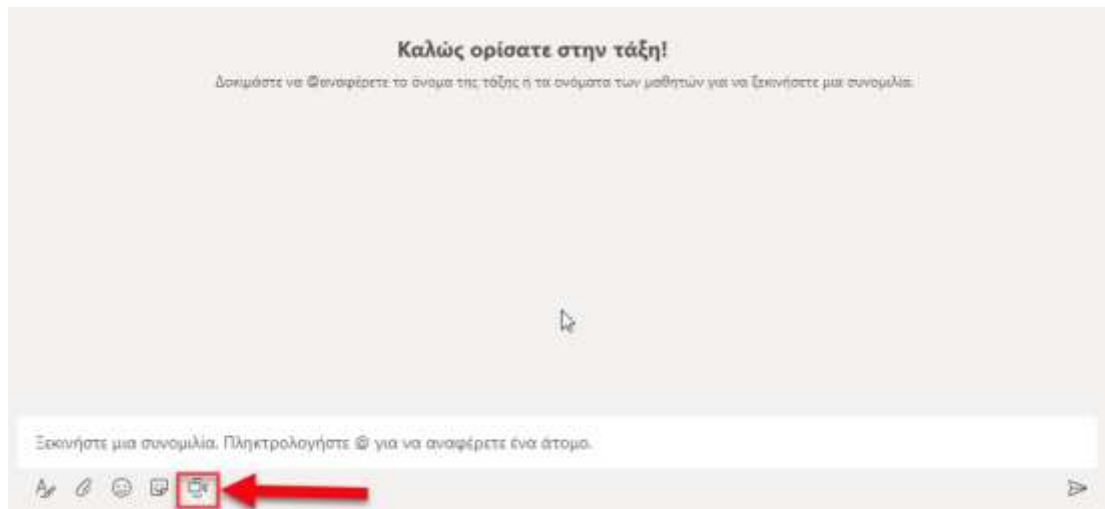 Καλώς ορίσατε στην τάξη!
Δοκιμάστε να @αναφέρετε το όνομα της τάξης ή τα ονόματα των μαθητών για να ξεκινήσετε μια συνομιλία.
Ξεκινήστε μια συνομιλία. Πληκτρολογήστε @ για να αναφέρετε ένα άτομο.